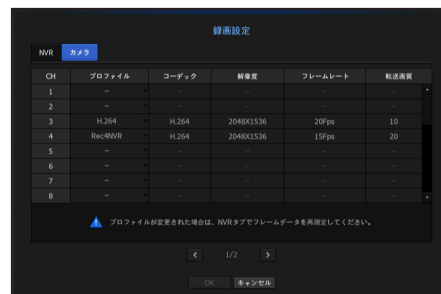 録画設定
NVR カメラ
CH プロファイル コーデック 解像度 フレームレート 転送画質
1 – – – – –
2 – – – – –
3 H.264 H.264 2048X1536 20Fps 10
4 Rec4NVR H.264 2048X1536 15Fps 20
5 – – – – –
6 – – – – –
7 – – – – –
8 – – – – –
プロファイルが変更された場合は、NVRタブでフレームデータを再測定してください。
< 1/2 >
OK キャンセル